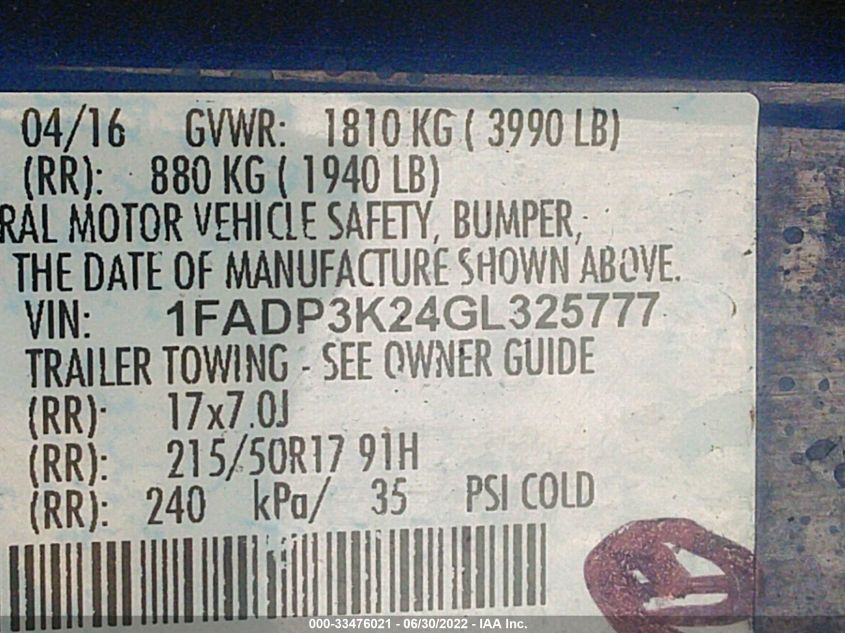 04/16 GVWR: 1810 KG ( 3990 LB)
(RR): 880 KG ( 1940 LB)
RAL MOTOR VEHICLE SAFETY, BUMPER,
THE DATE OF MANUFACTURE SHOWN ABOVE.
VIN: 1FADP3K24GL325777
TRAILER TOWING - SEE OWNER GUIDE
(RR): 17x7.0J
(RR): 215/50R17 91H
(RR): 240 kPa/ 35 PSI COLD
000-33476021 - 06/30/2022 - IAA Inc.